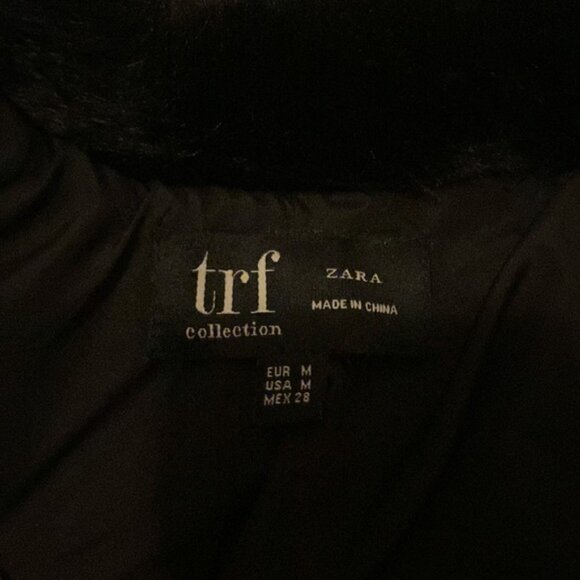 trf
collection
ZARA
MADE IN CHINA
EUR M
USA M
MEX 28